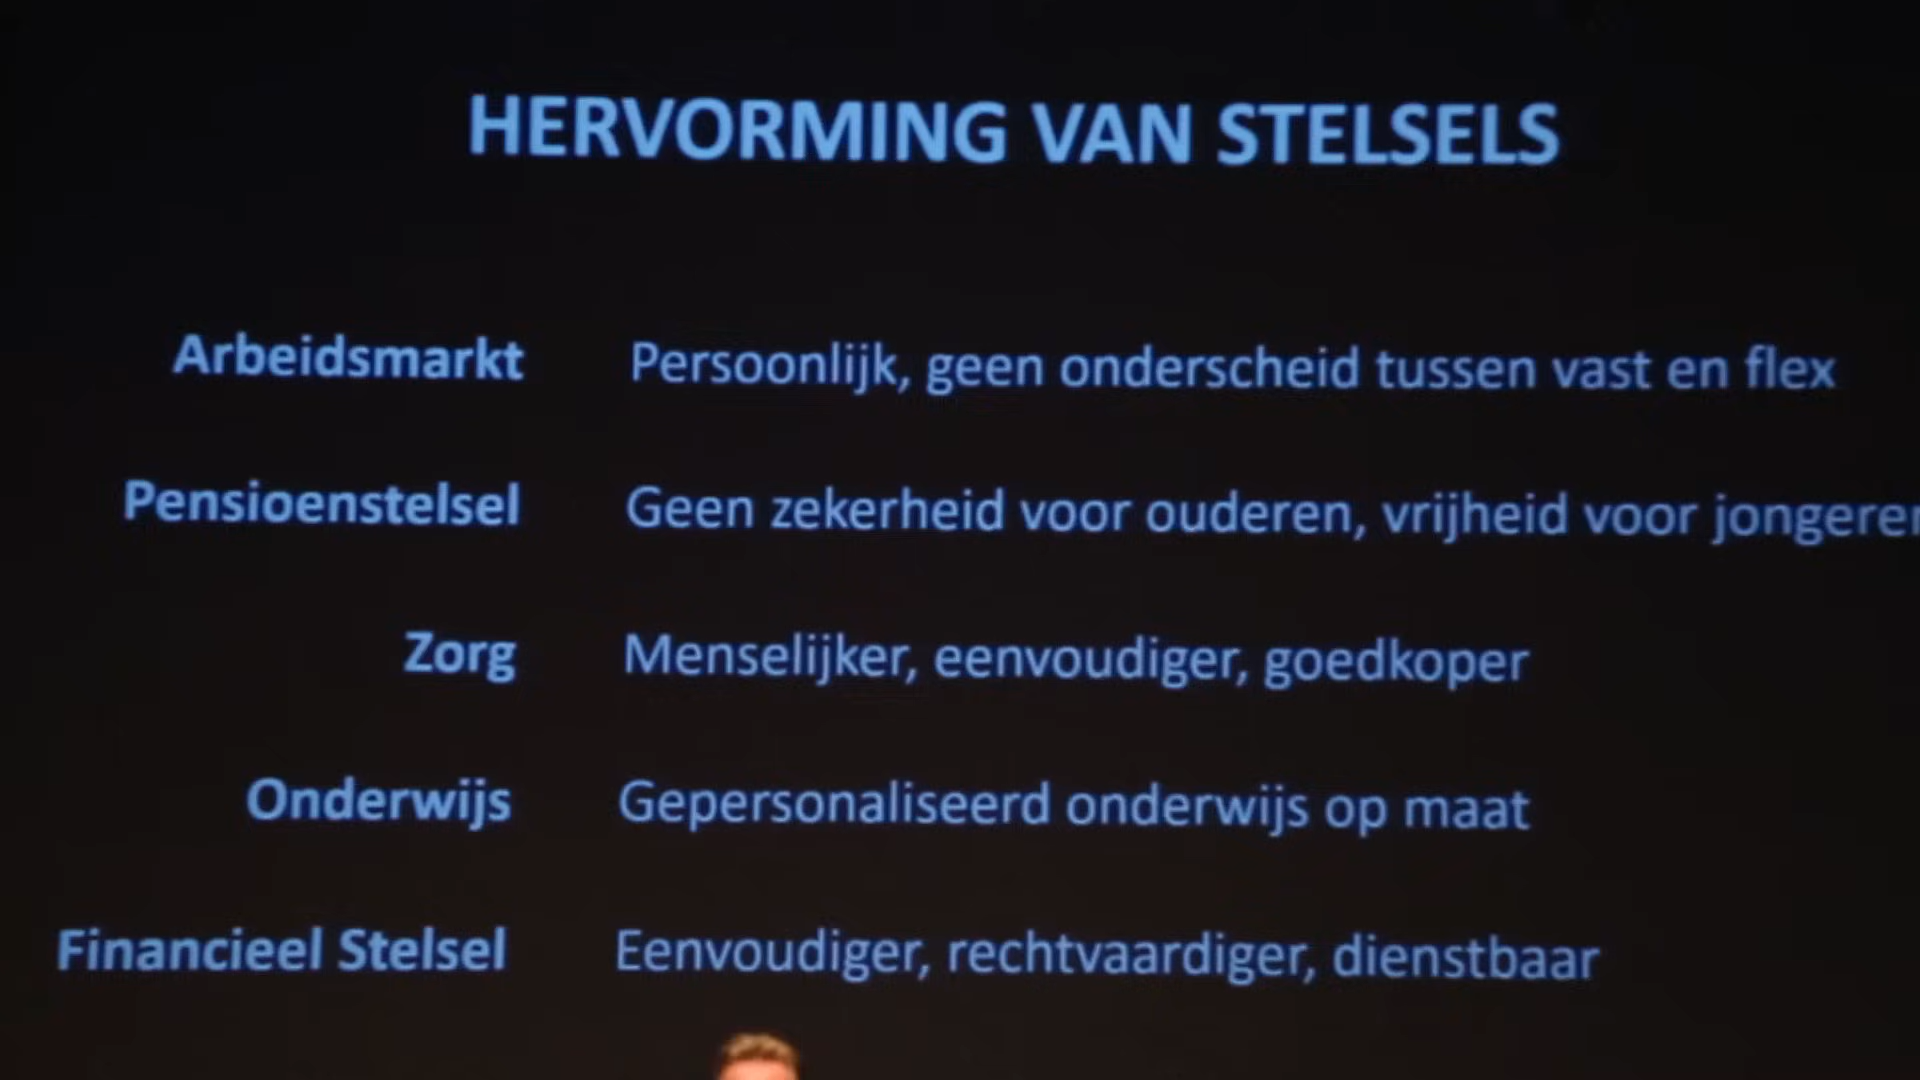 HERVORMING VAN STELSELS
Arbeidsmarkt Persoonlijk, geen onderscheid tussen vast en flex
Pensioenstelsel Geen zekerheid voor ouderen, vrijheid voor jongeren
Zorg Menselijker, eenvoudiger, goedkoper
Onderwijs Gepersonaliseerd onderwijs op maat
Financieel Stelsel Eenvoudiger, rechtvaardiger, dienstbaar